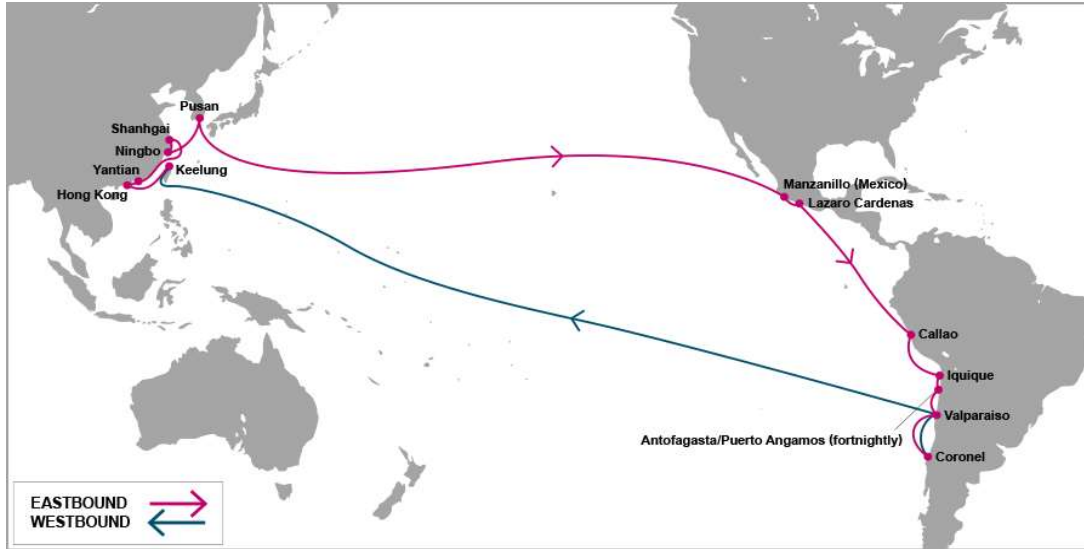 Pusan
Shanhgai
Ningbo
Yantian
Keelung
Hong Kong
Manzanillo (Mexico)
Lazaro Cardenas
Callao
Iquique
Valparaiso
Antofagasta/Puerto Angamos (fortnightly)
Coronel
EASTBOUND
WESTBOUND